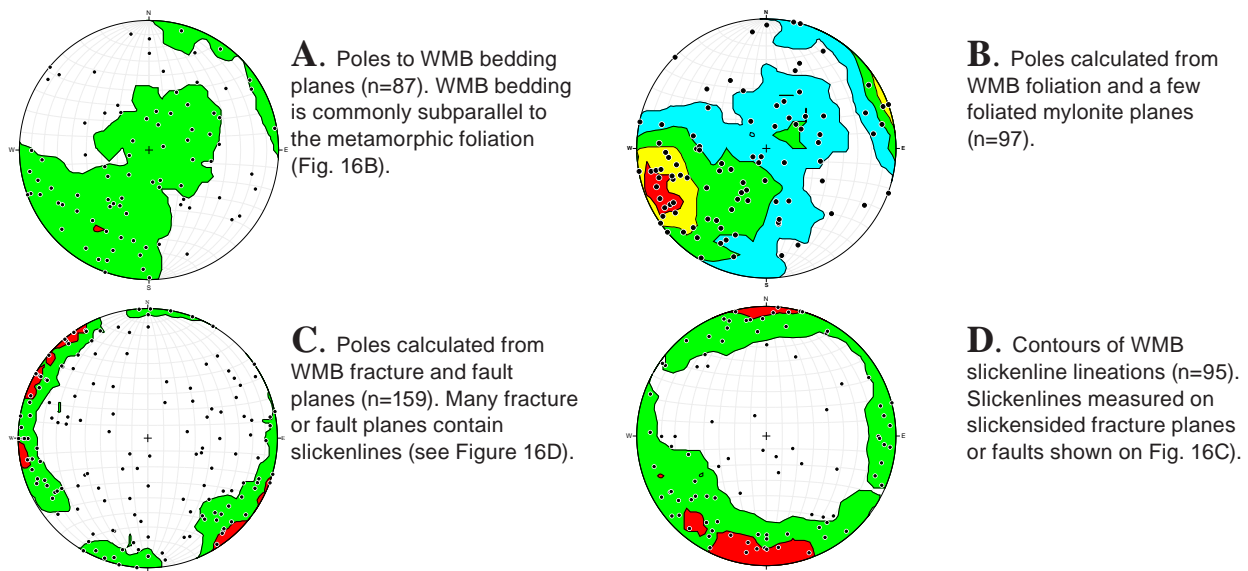 N
W
E
S
A. Poles to WMB bedding
planes (n=87). WMB bedding
is commonly subparallel to
the metamorphic foliation
(Fig. 16B).
N
W
E
S
B. Poles calculated from
WMB foliation and a few
foliated mylonite planes
(n=97).
N
W
E
S
C. Poles calculated from
WMB fracture and fault
planes (n=159). Many fracture
or fault planes contain
slickenlines (see Figure 16D).
N
W
E
S
D. Contours of WMB
slickenline lineations (n=95).
Slickenlines measured on
slickensided fracture planes
or faults shown on Fig. 16C).